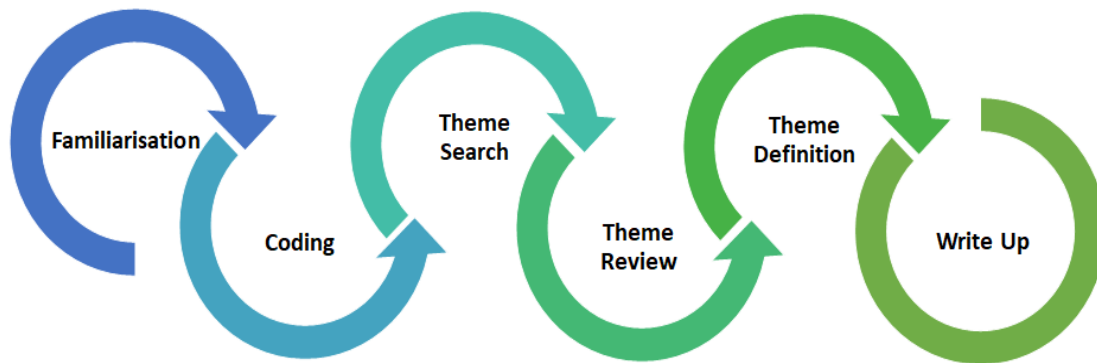 Familiarisation
Coding
Theme
Search
Theme
Review
Theme
Definition
Write Up